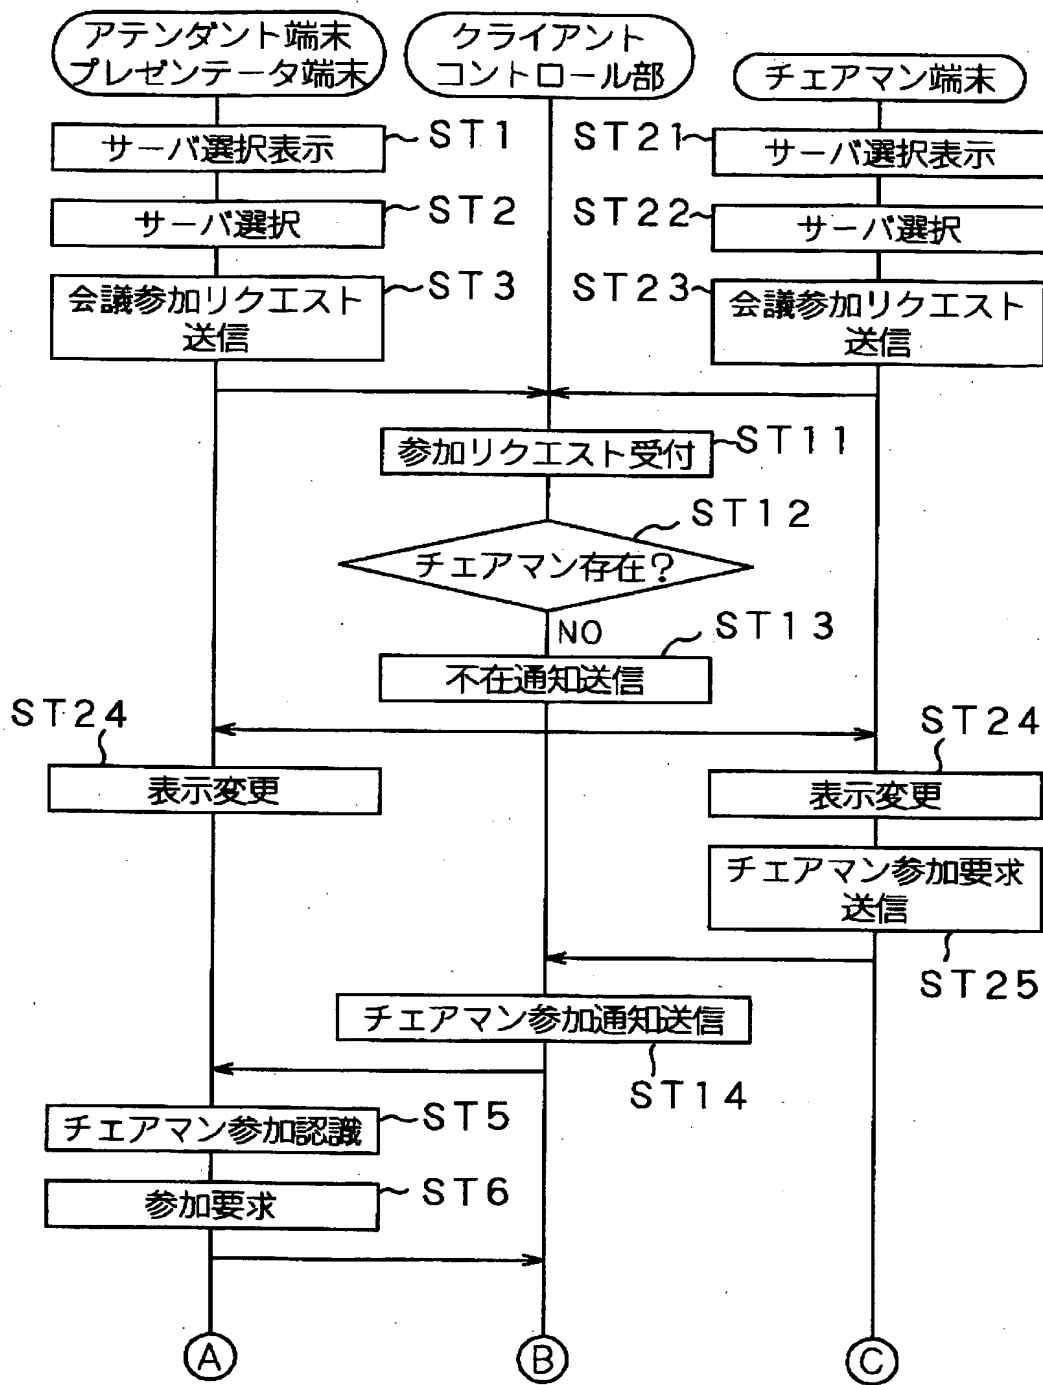 アテンダント端末
プレゼンテータ端末
クライアント
コントロール部
チェアマン端末
サーバ選択表示
ST1
ST21
サーバ選択表示
サーバ選択
ST2
ST22
サーバ選択
会議参加リクエスト
送信
ST3
ST23
会議参加リクエスト
送信
参加リクエスト受付
ST11
ST12
チェアマン存在?
NO
ST13
不在通知送信
ST24
表示変更
ST24
表示変更
チェアマン参加要求
送信
ST25
チェアマン参加通知送信
ST14
チェアマン参加認識
ST5
参加要求
ST6
A
B
C